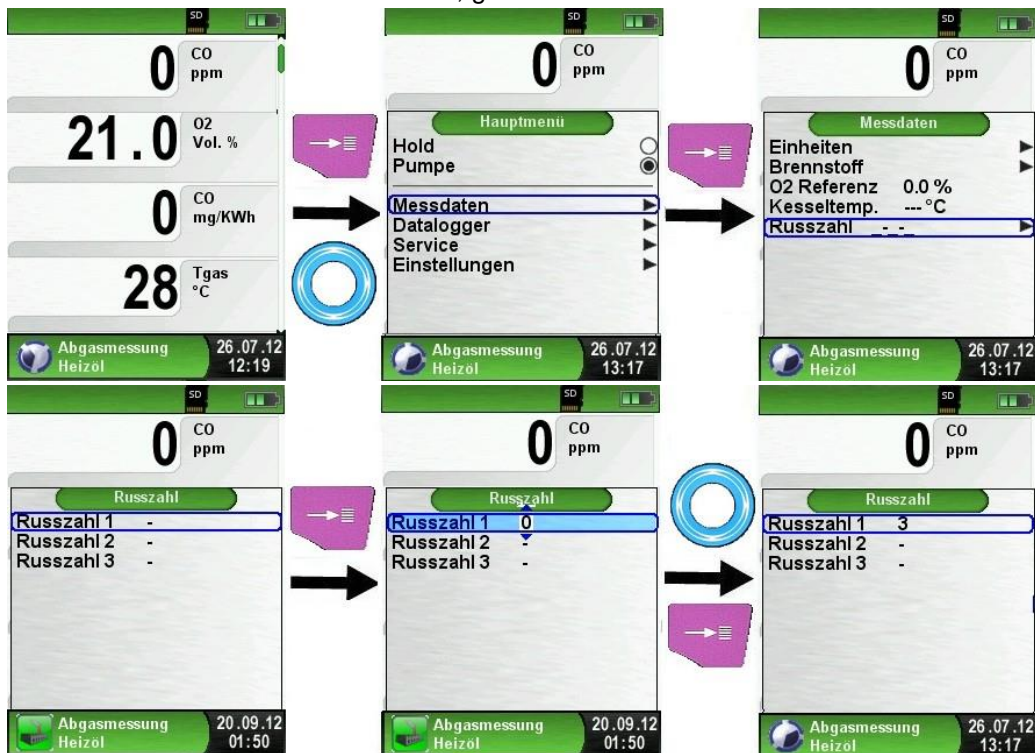 SD
0 CO
ppm
21.0 O2
Vol. %
0 CO
mg/KWh
28 Tgas
°C
Abgasmessung 26.07.12
Heizöl 12:19
SD
0 CO
ppm
Hauptmenü
Hold
Pumpe
Messdaten
Datalogger
Service
Einstellungen
Abgasmessung 26.07.12
Heizöl 13:17
SD
0 CO
ppm
Messdaten
Einheiten
Brennstoff
O2 Referenz 0.0 %
Kesseltemp. --- °C
Russzahl _-_-_
Abgasmessung 26.07.12
Heizöl 13:17
SD
0 CO
ppm
Russzahl
Russzahl 1 -
Russzahl 2 -
Russzahl 3 -
Abgasmessung 20.09.12
Heizöl 01:50
SD
0 CO
ppm
Russzahl
Russzahl 1 0
Russzahl 2 -
Russzahl 3 -
Abgasmessung 20.09.12
Heizöl 01:50
SD
0 CO
ppm
Russzahl
Russzahl 1 3
Russzahl 2 -
Russzahl 3 -
Abgasmessung 26.07.12
Heizöl 13:17